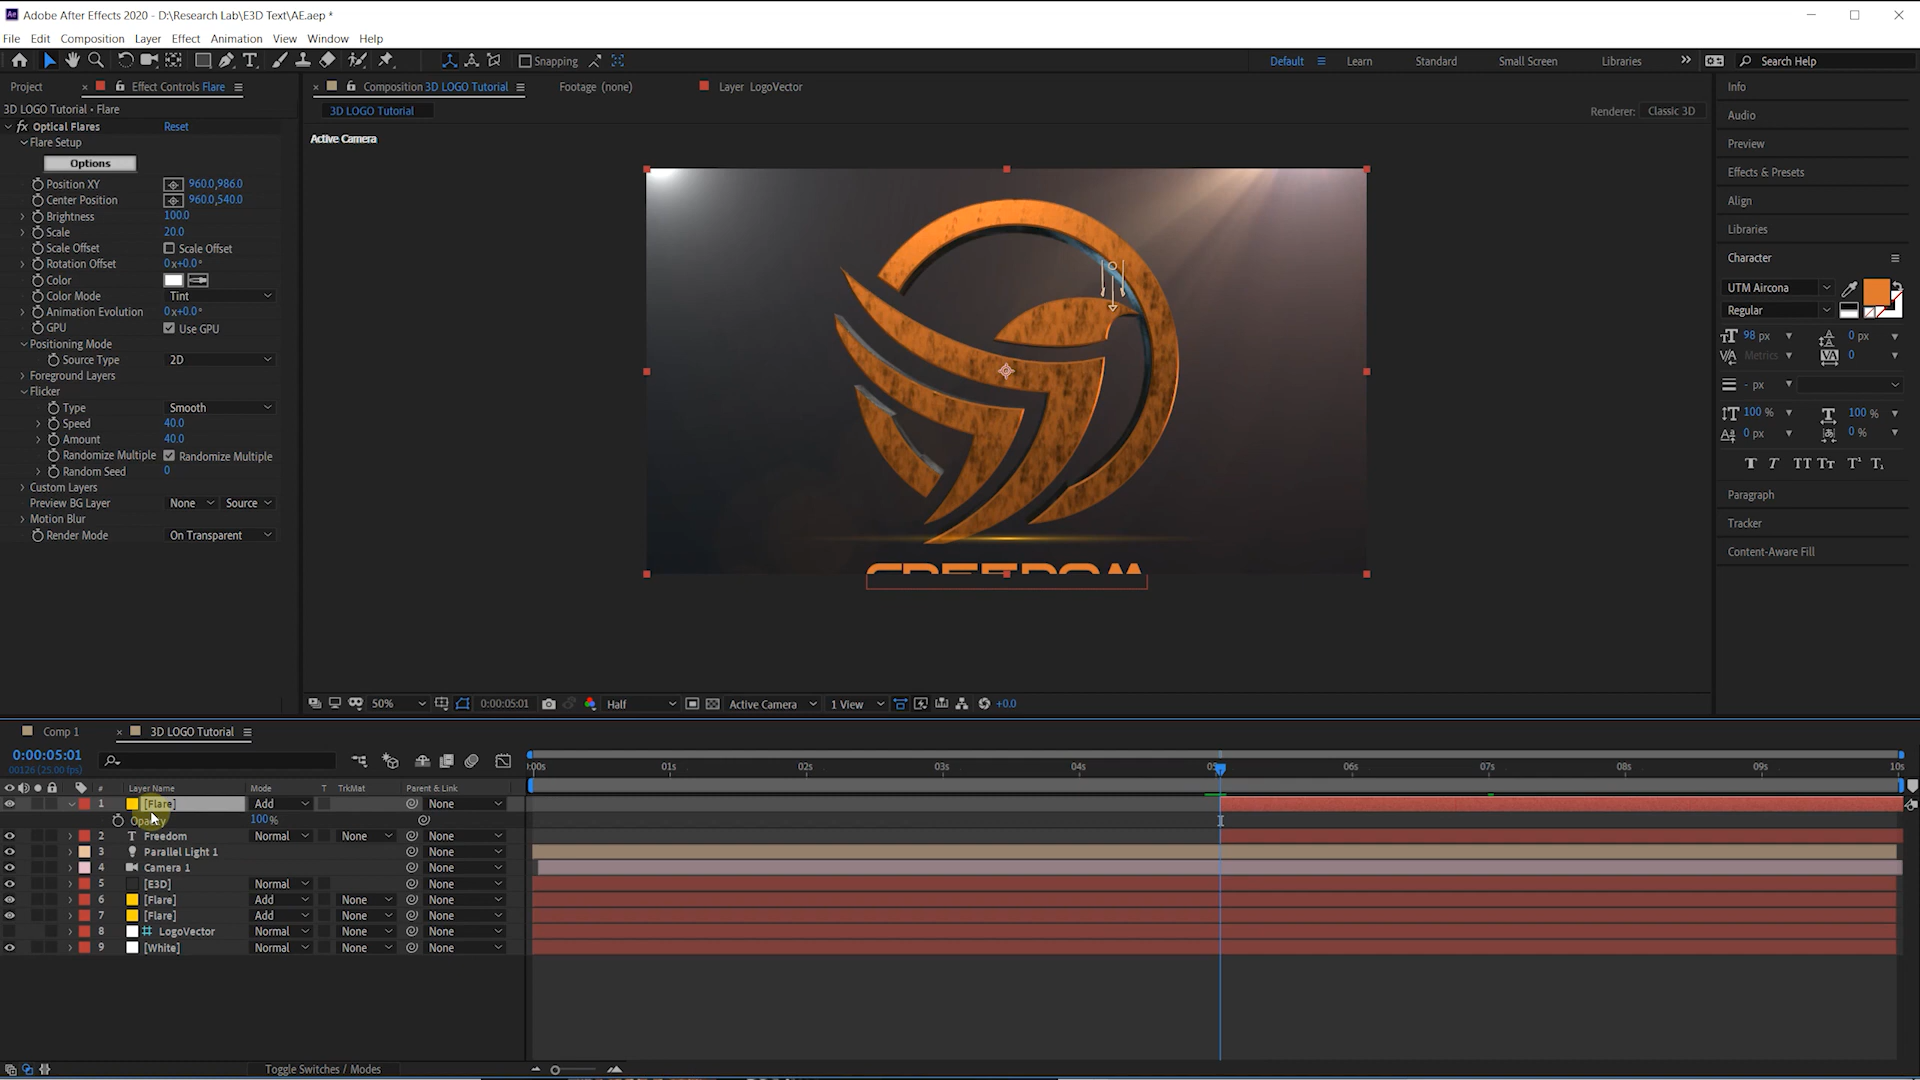 Adobe After Effects 2020 - D:\Research Lab\E3D Text\AE.aep *
File Edit Composition Layer Effect Animation View Window Help
Snapping
Default Learn Standard Small Screen Libraries Search Help
Project Effect Controls Flare
Composition 3D LOGO Tutorial Footage (none) Layer LogoVector
3D LOGO Tutorial • Flare
3D LOGO Tutorial
Renderer: Classic 3D
Active Camera
fx Optical Flares Reset
Flare Setup
Options
Position XY 960.0,986.0
Center Position 960.0,540.0
Brightness 100.0
Scale 20.0
Scale Offset Scale Offset
Rotation Offset 0x+0.0°
Color
Color Mode Tint
Animation Evolution 0x+0.0°
GPU Use GPU
Positioning Mode
Source Type 2D
Foreground Layers
Flicker
Type Smooth
Speed 40.0
Amount 40.0
Randomize Multiple Randomize Multiple
Random Seed 0
Custom Layers
Preview BG Layer None Source
Motion Blur
Render Mode On Transparent
FREEDOM
50% 0:00:05:01 Half Active Camera 1 View +0.0
Info
Audio
Preview
Effects & Presets
Align
Libraries
Character
UTM Aircona
Regular
98 px 0 px
Metrics 0
- px
100 % 100 %
0 px 0 %
T T TT Tт T¹ T₁
Paragraph
Tracker
Content-Aware Fill
Comp 1 3D LOGO Tutorial
0:00:05:01
00126 (25.00 fps)
:00s 01s 02s 03s 04s 05s 06s 07s 08s 09s 10s
# Layer Name Mode T TrkMat Parent & Link
1 [Flare] Add None
Opacity 100%
2 Freedom Normal None None
3 Parallel Light 1 None
4 Camera 1 None
5 [E3D] Normal None
6 [Flare] Add None None
7 [Flare] Add None None
8 LogoVector Normal None None
9 [White] Normal None None
Toggle Switches / Modes